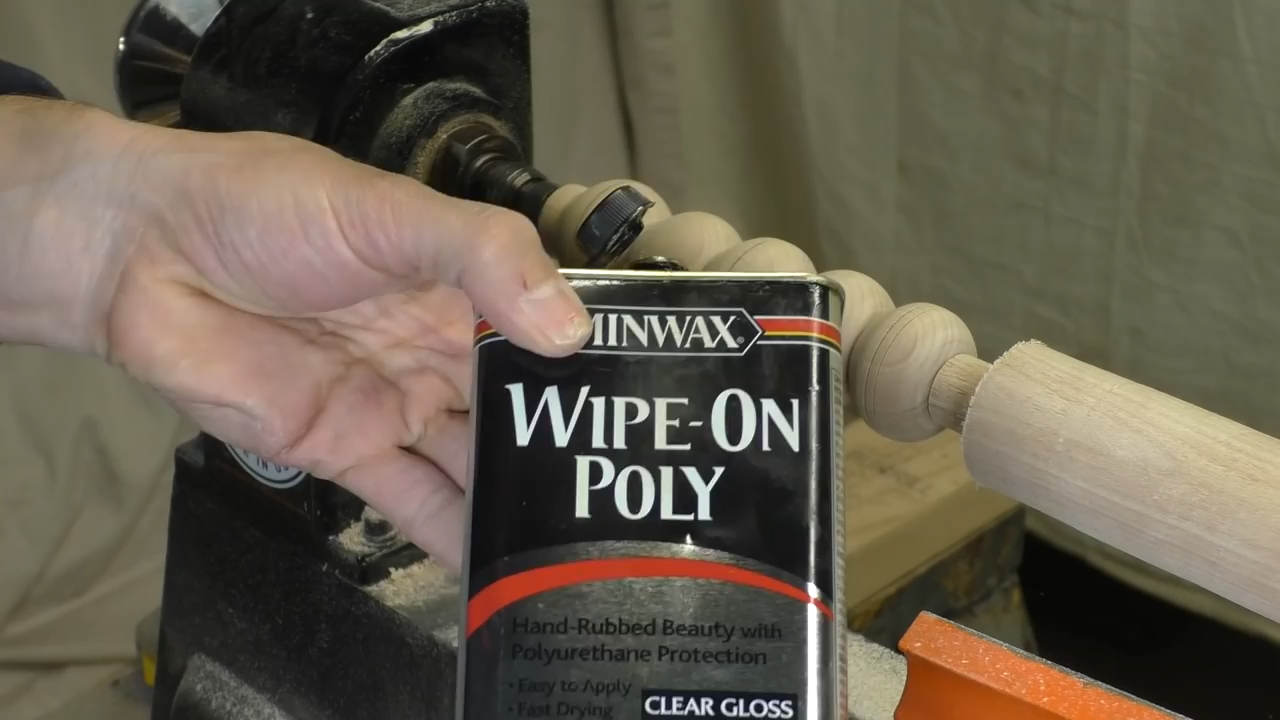 MINWAX®
WIPE-ON
POLY
Hand-Rubbed Beauty with
Polyurethane Protection
• Easy to Apply
• Fast Drying
CLEAR GLOSS